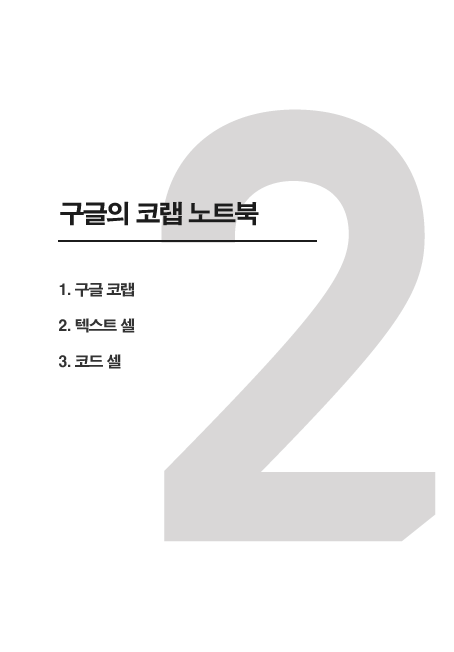 2
구글의 코랩 노트북
1. 구글 코랩
2. 텍스트 셀
3. 코드 셀